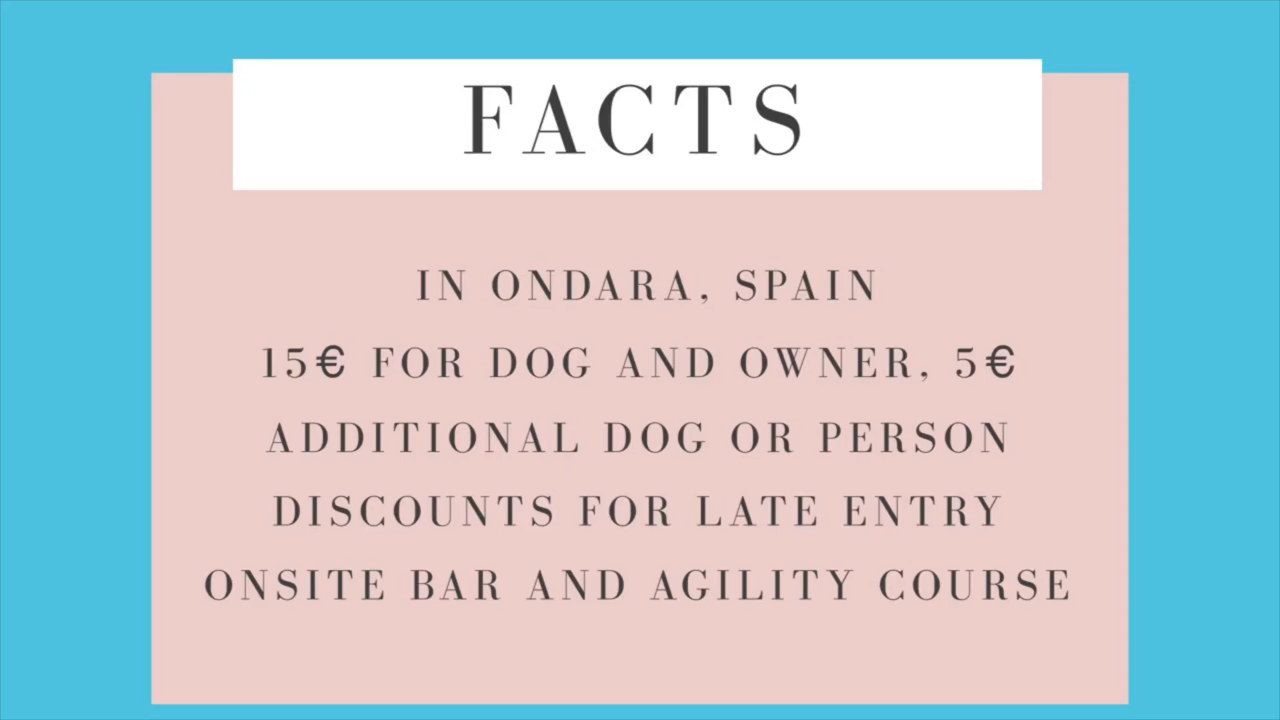 FACTS
IN ONDARA, SPAIN
15€ FOR DOG AND OWNER, 5€
ADDITIONAL DOG OR PERSON
DISCOUNTS FOR LATE ENTRY
ONSITE BAR AND AGILITY COURSE